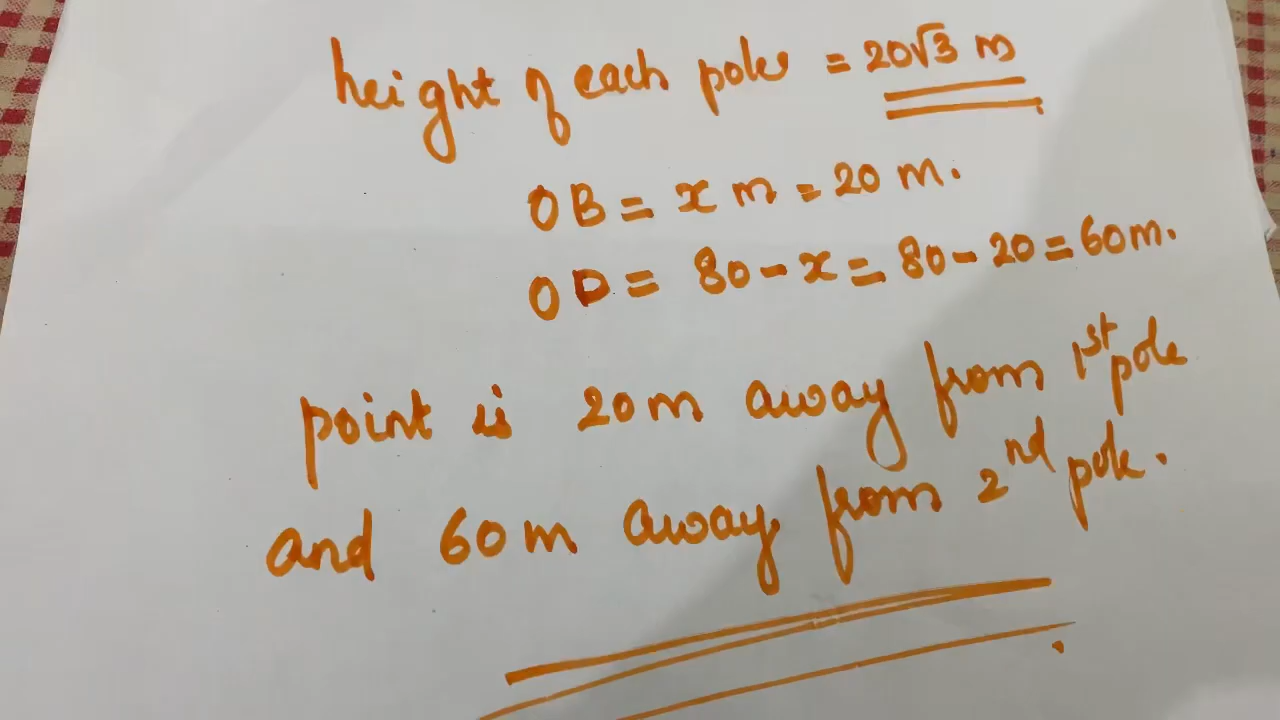 height of each pole = 20√3 m
OB = x m = 20 m.
OD = 80 - x = 80 - 20 = 60m.
point is 20m away from 1st pole
and 60m away from 2nd pole.